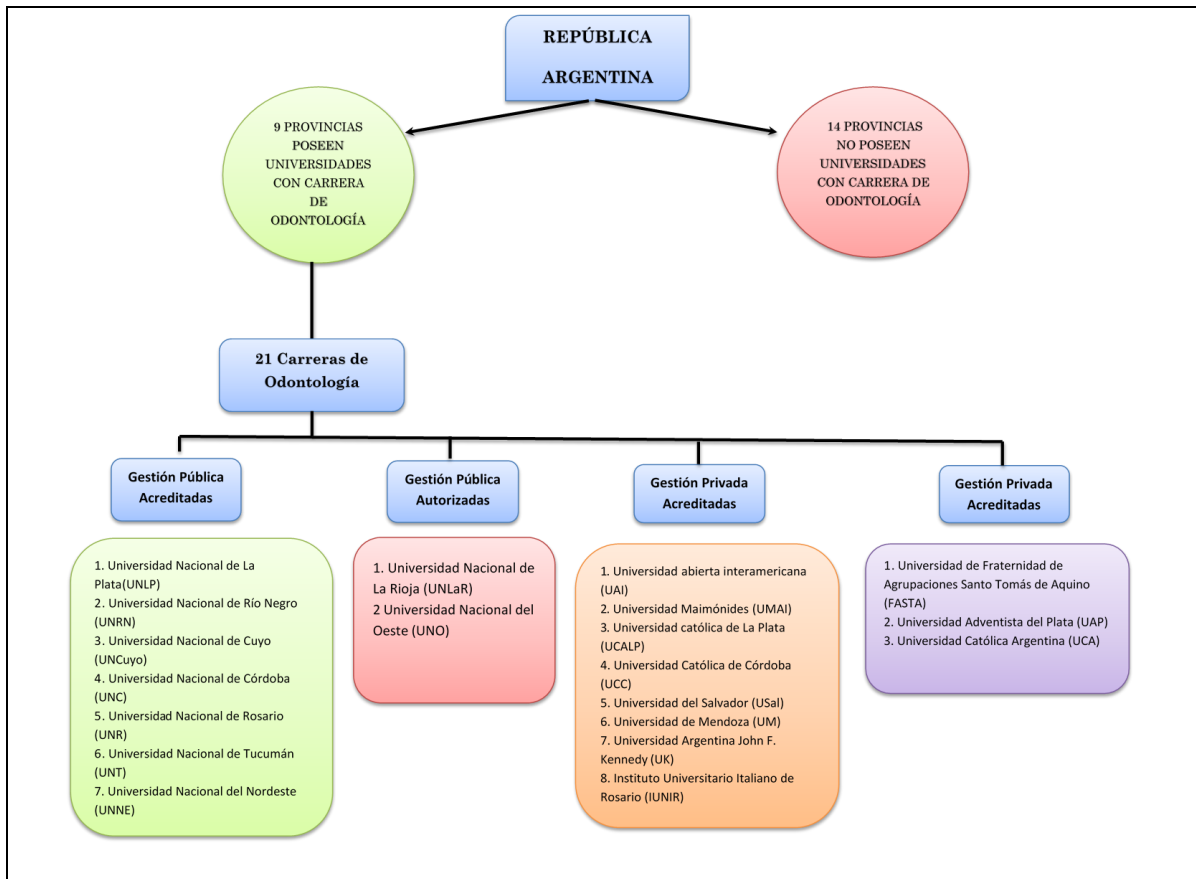 REPÚBLICA
ARGENTINA
9 PROVINCIAS
POSEEN
UNIVERSIDADES
CON CARRERA
DE
ODONTOLOGÍA
14 PROVINCIAS
NO POSEEN
UNIVERSIDADES
CON CARRERA DE
ODONTOLOGÍA
21 Carreras de
Odontología
Gestión Pública
Acreditadas
Gestión Pública
Autorizadas
Gestión Privada
Acreditadas
Gestión Privada
Acreditadas
1. Universidad Nacional de La
Plata(UNLP)
2. Universidad Nacional de Río Negro
(UNRN)
3. Universidad Nacional de Cuyo
(UNCuyo)
4. Universidad Nacional de Córdoba
(UNC)
5. Universidad Nacional de Rosario
(UNR)
6. Universidad Nacional de Tucumán
(UNT)
7. Universidad Nacional del Nordeste
(UNNE)
1. Universidad Nacional de
La Rioja (UNLaR)
2 Universidad Nacional del
Oeste (UNO)
1. Universidad abierta interamericana
(UAI)
2. Universidad Maimónides (UMAI)
3. Universidad católica de La Plata
(UCALP)
4. Universidad Católica de Córdoba
(UCC)
5. Universidad del Salvador (USal)
6. Universidad de Mendoza (UM)
7. Universidad Argentina John F.
Kennedy (UK)
8. Instituto Universitario Italiano de
Rosario (IUNIR)
1. Universidad de Fraternidad de
Agrupaciones Santo Tomás de Aquino
(FASTA)
2. Universidad Adventista del Plata (UAP)
3. Universidad Católica Argentina (UCA)